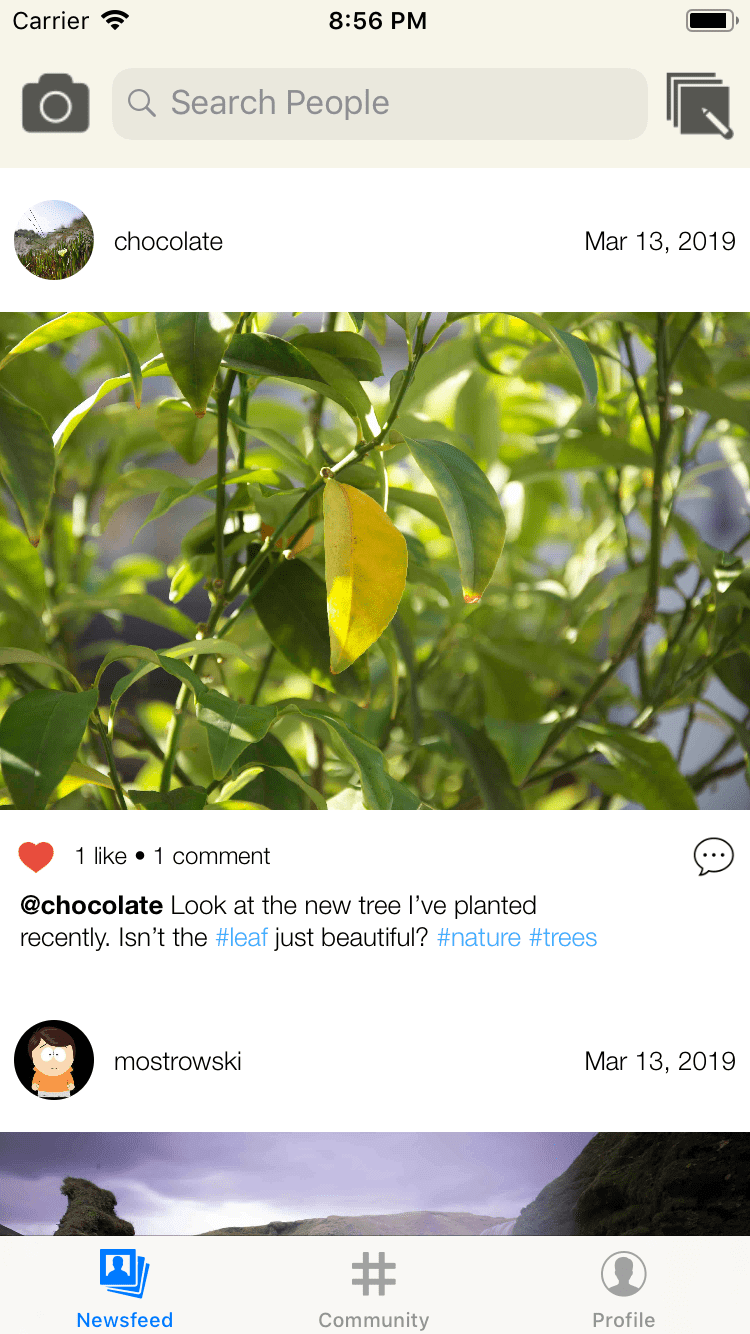 Carrier 8:56 PM
Search People
chocolate Mar 13, 2019
1 like • 1 comment
@chocolate Look at the new tree I’ve planted
recently. Isn’t the #leaf just beautiful? #nature #trees
mostrowski Mar 13, 2019
Newsfeed Community Profile